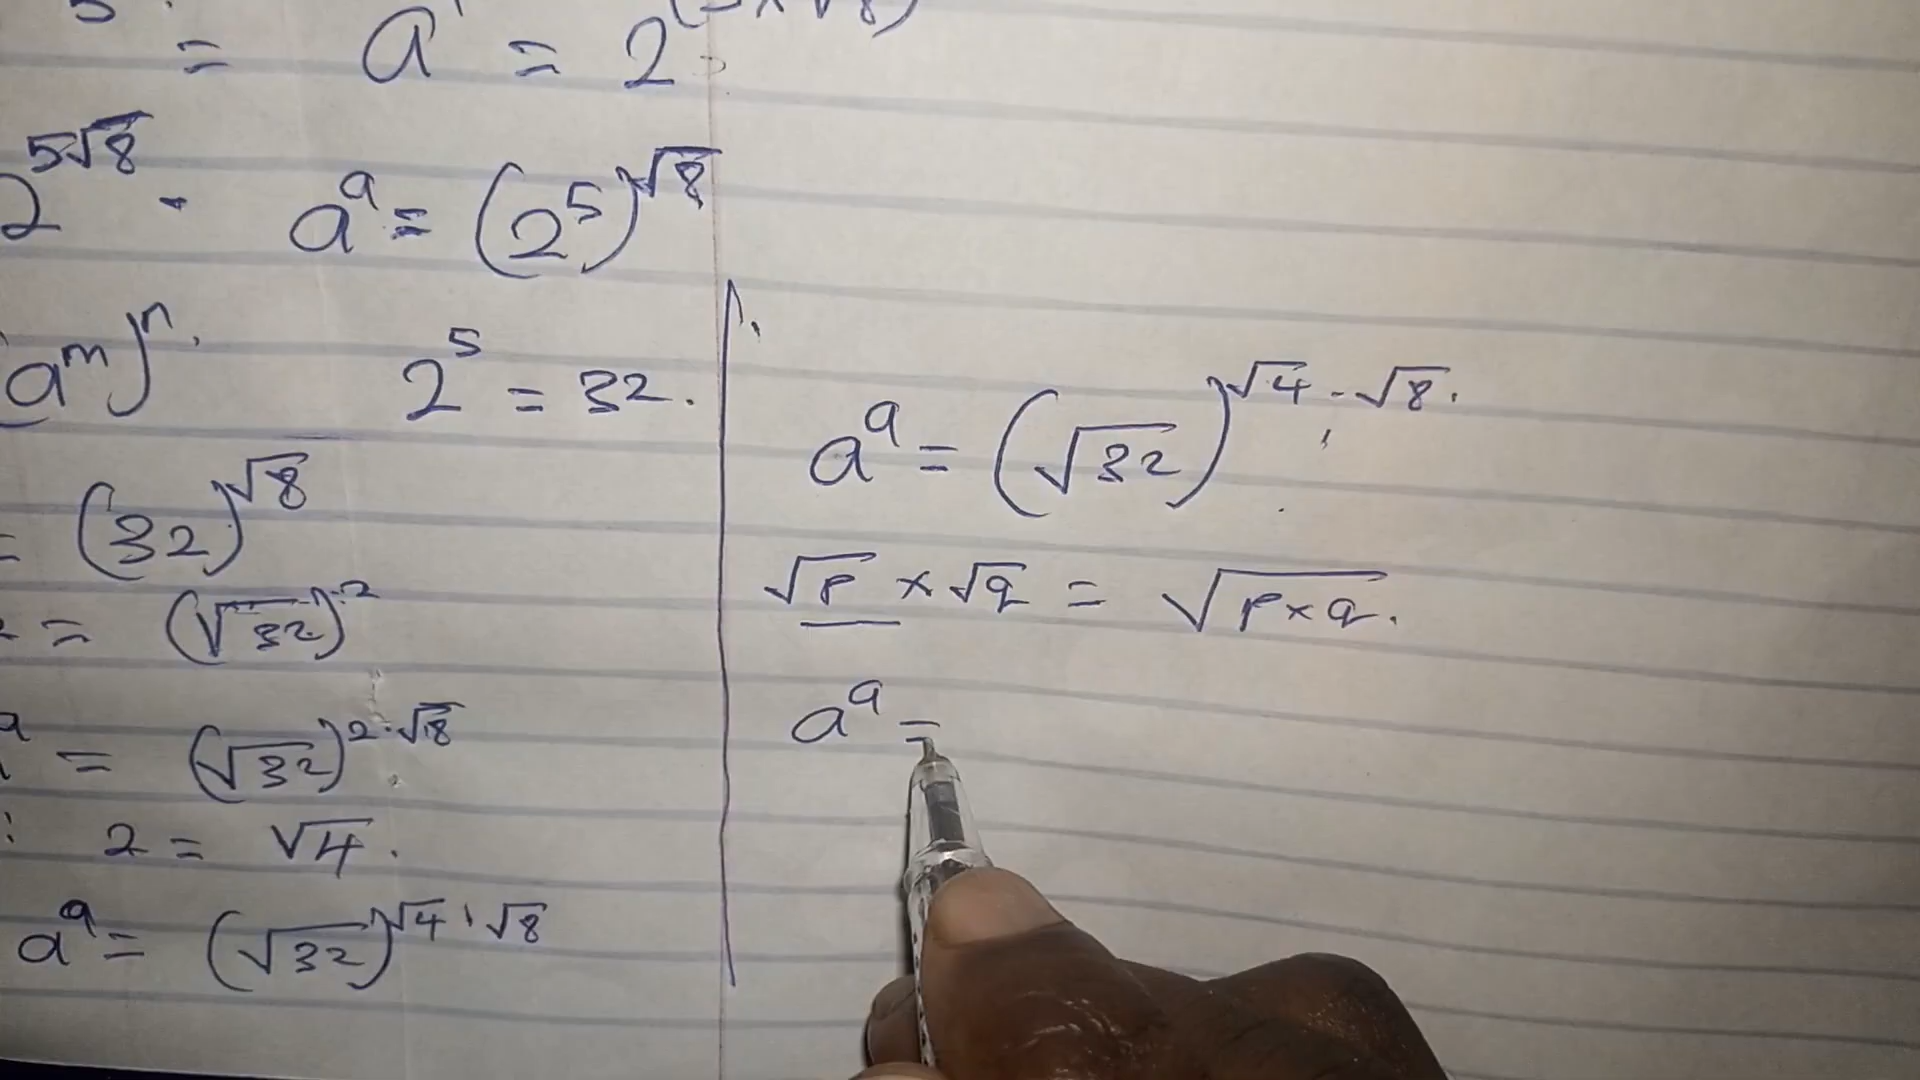 = a = 2
2^{5√8} . a^a = (2^5)^{√8}
a^m)^n . 2^5 = 32.
= (32)^{√8}
= (√32)^2
a = (√32)^{2·√8}
: 2 = √4.
a^a = (√32)^{√4·√8}
a^a = (√32)^{√4·√8}.
√p × √q = √p×q.
a^a =